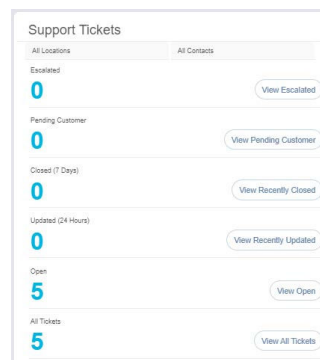 Support Tickets
All Locations All Contacts
Escalated
0 View Escalated
Pending Customer
0 View Pending Customer
Closed (7 Days)
0 View Recently Closed
Updated (24 Hours)
0 View Recently Updated
Open
5 View Open
All Tickets
5 View All Tickets